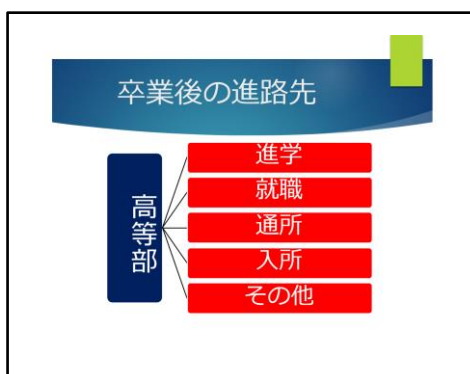 卒業後の進路先
高等部
進学
就職
通所
入所
その他